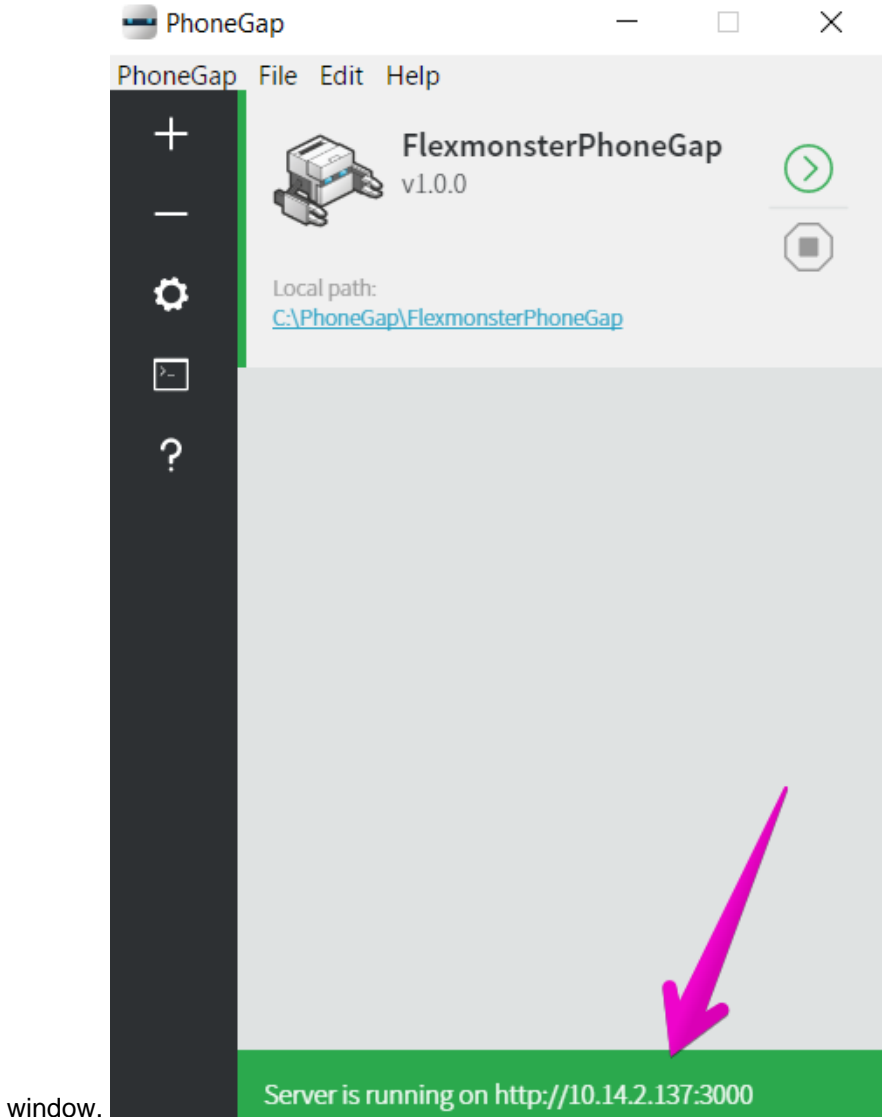 PhoneGap
PhoneGap File Edit Help
FlexmonsterPhoneGap
v1.0.0
Local path:
C:\PhoneGap\FlexmonsterPhoneGap
Server is running on http://10.14.2.137:3000
window.